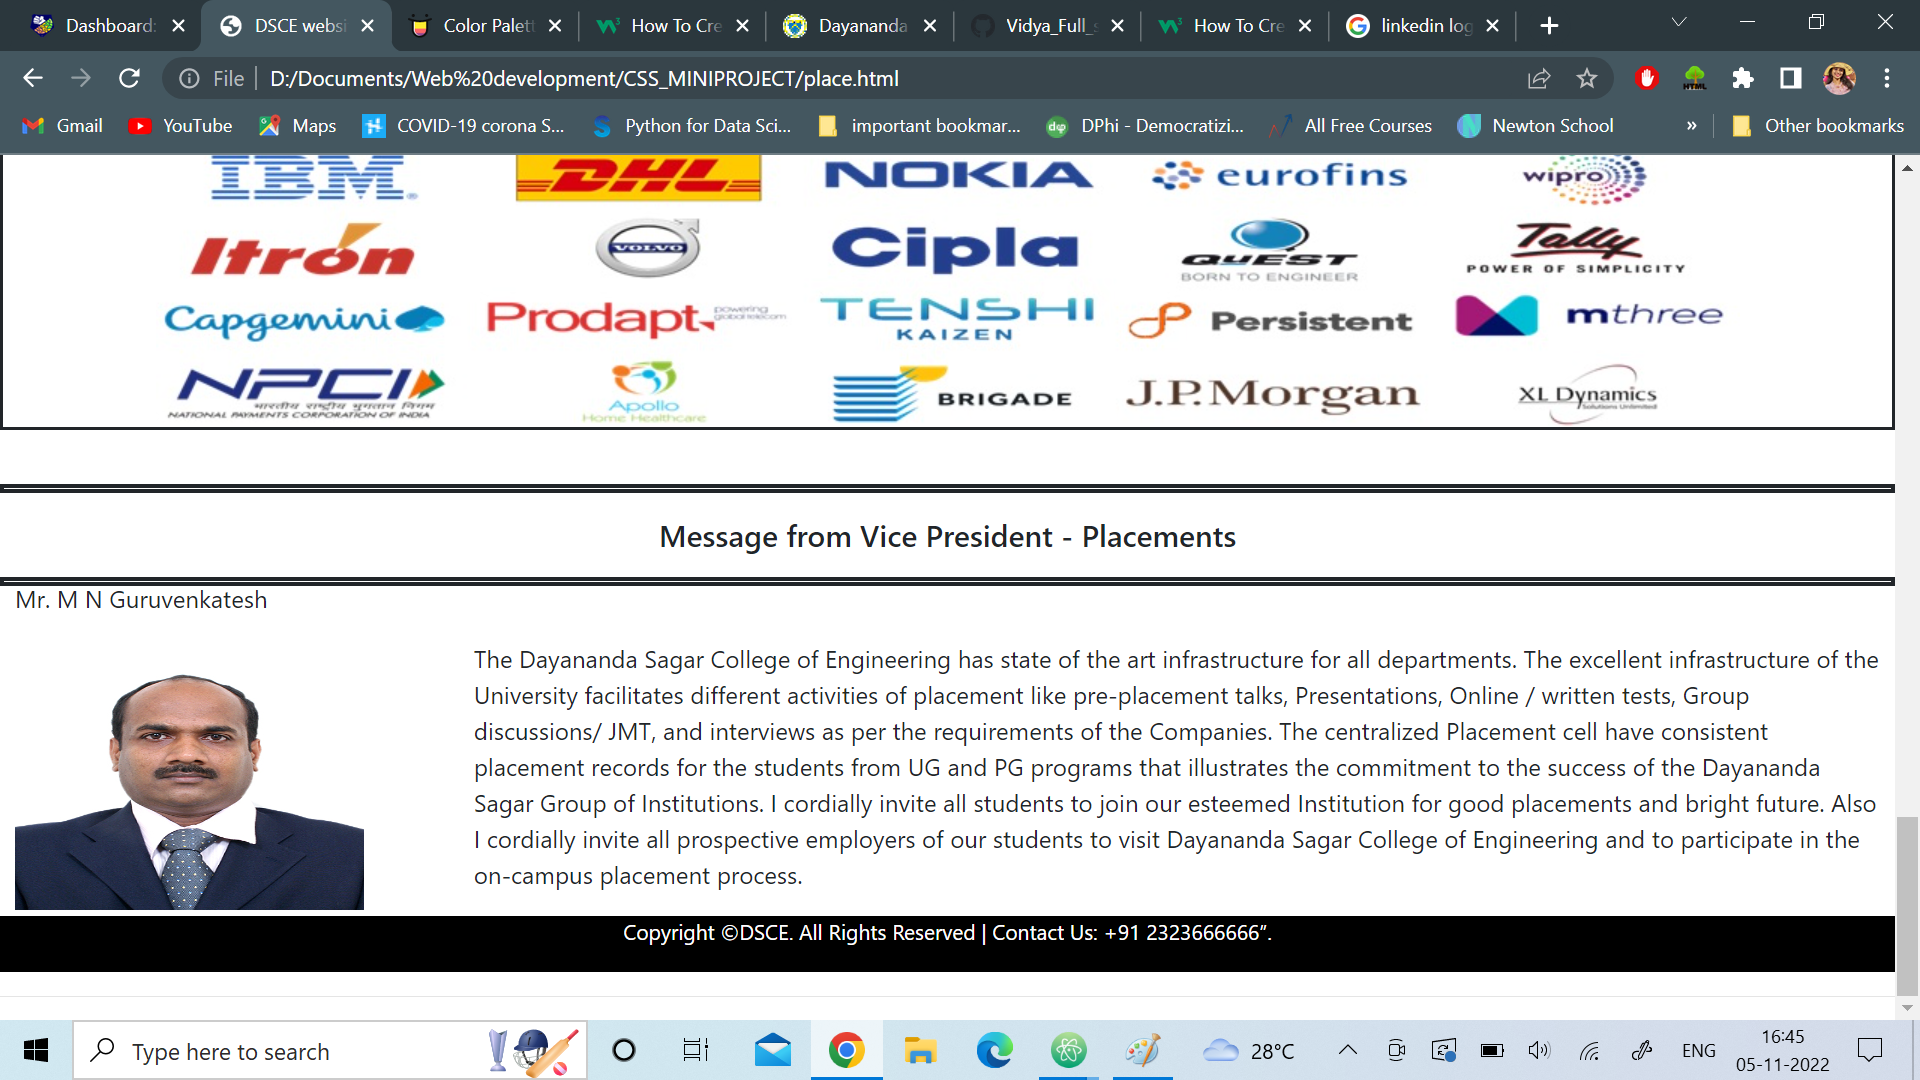 Dashboard: DSCE websi Color Palet How To Cre Dayananda Vidya_Full_s How To Cre linkedin log
File D:/Documents/Web%20development/CSS_MINIPROJECT/place.html
Gmail YouTube Maps COVID-19 corona S... Python for Data Sci... important bookmar... DPhi - Democratizi... All Free Courses Newton School » Other bookmarks
IBM DHL NOKIA eurofins wipro
Itron VOLVO Cipla QUEST Tally
BORN TO ENGINEER POWER OF SIMPLICITY
Capgemini Prodapt powering global telecom TENSHI Persistent mthree
KAIZEN
NPCI Apollo BRIGADE J.P.Morgan XL Dynamics
भारतीय राष्ट्रीय भुगतान निगम Solutions Unlimited
NATIONAL PAYMENTS CORPORATION OF INDIA Home Healthcare
Message from Vice President - Placements
Mr. M N Guruvenkatesh
The Dayananda Sagar College of Engineering has state of the art infrastructure for all departments. The excellent infrastructure of the
University facilitates different activities of placement like pre-placement talks, Presentations, Online / written tests, Group
discussions/ JMT, and interviews as per the requirements of the Companies. The centralized Placement cell have consistent
placement records for the students from UG and PG programs that illustrates the commitment to the success of the Dayananda
Sagar Group of Institutions. I cordially invite all students to join our esteemed Institution for good placements and bright future. Also
I cordially invite all prospective employers of our students to visit Dayananda Sagar College of Engineering and to participate in the
on-campus placement process.
Copyright ©DSCE. All Rights Reserved | Contact Us: +91 2323666666”.
Type here to search 28°C ENG 16:45
05-11-2022